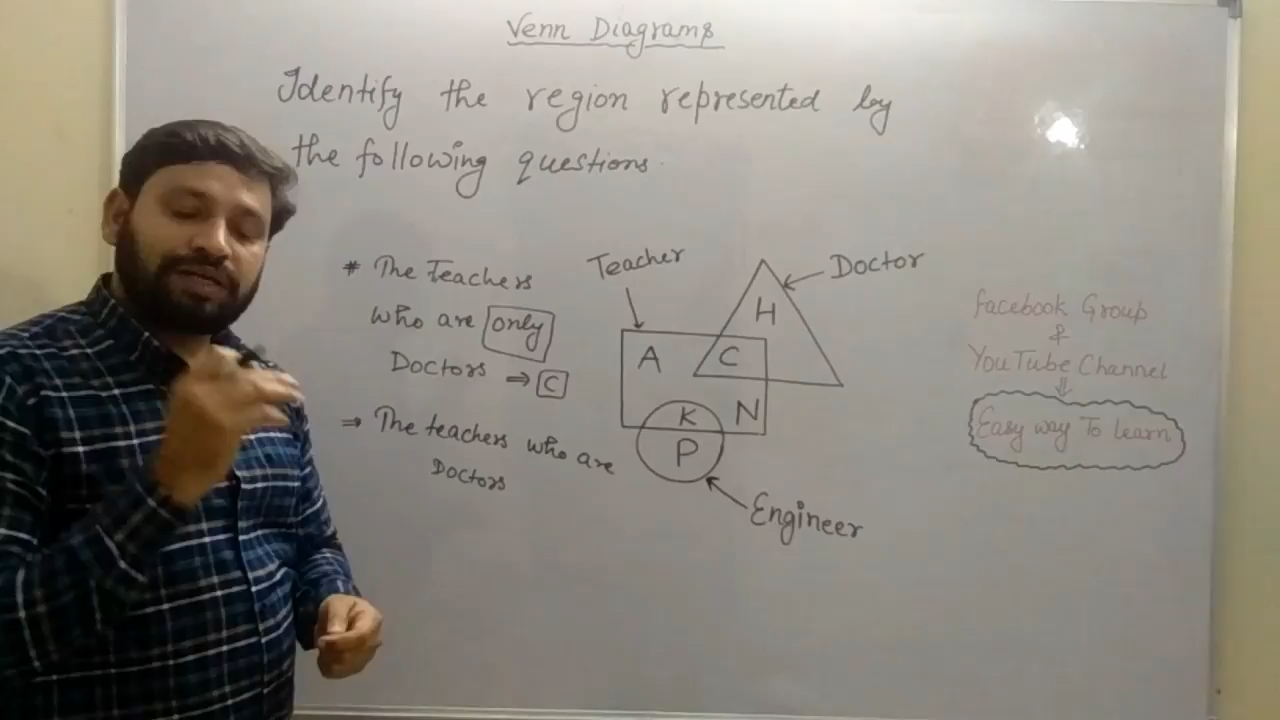 Venn Diagrams
Identify the region represented by
the following questions.
* The Teachers
who are only
Doctors ⇒ C
⇒ The teachers who are
Doctors
Teacher
Doctor
H
A
C
K
N
P
Engineer
facebook Group
&
YouTube Channel
⇓
Easy way To learn